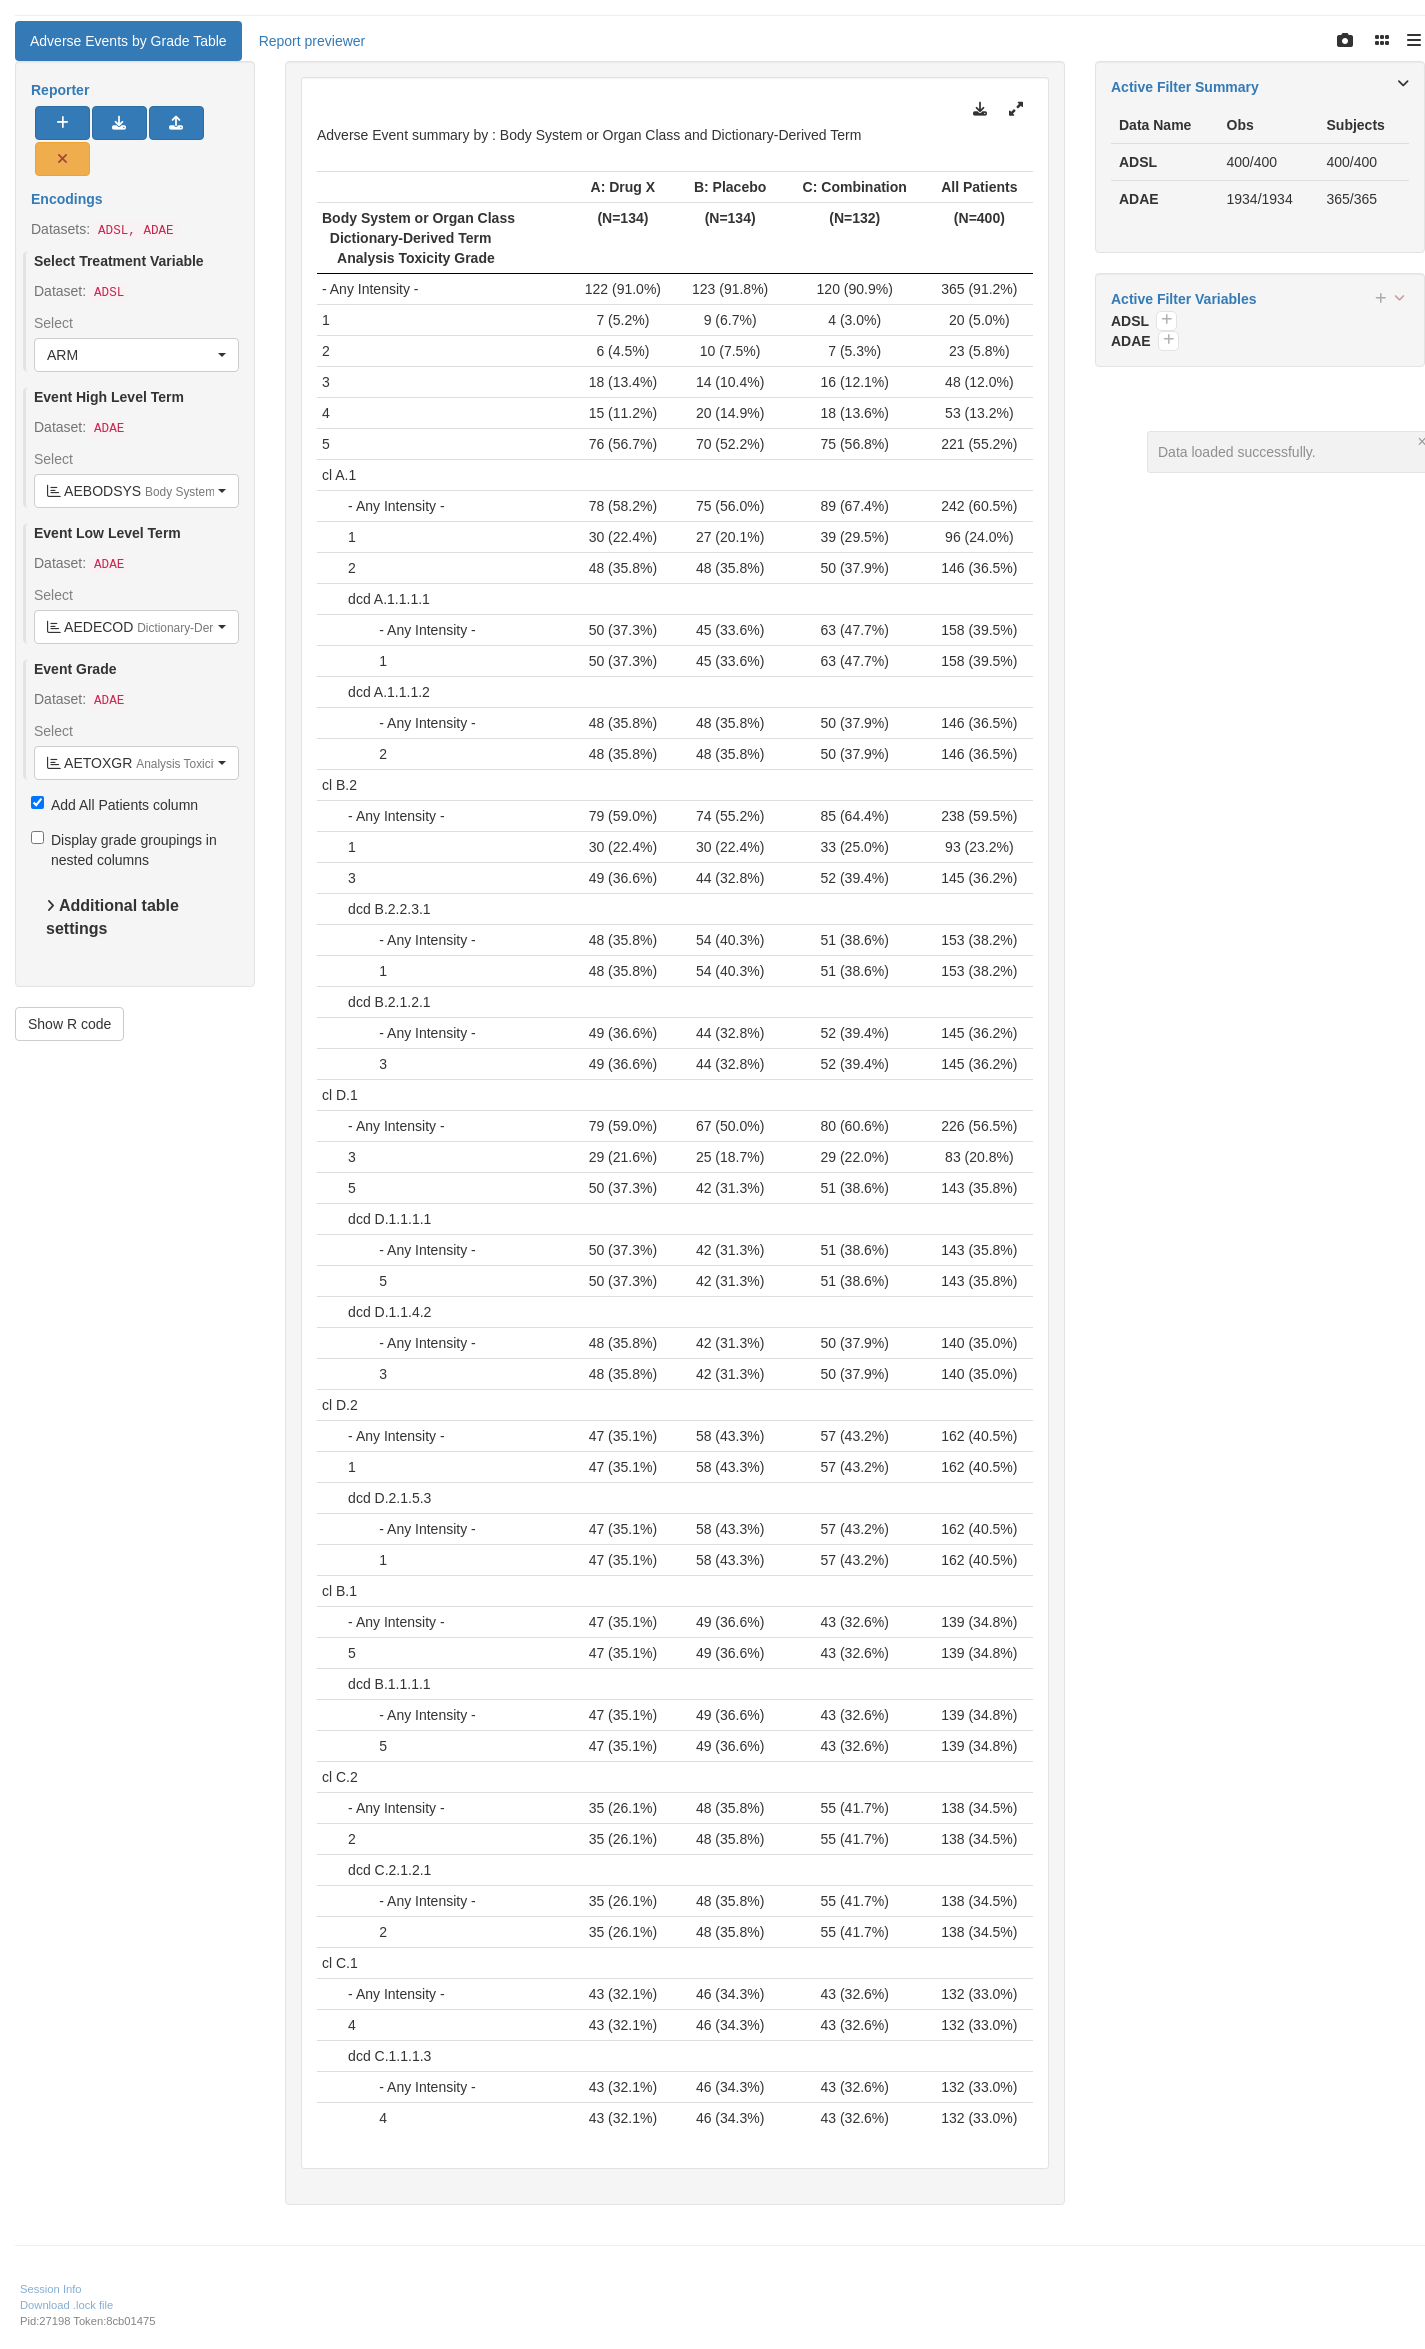 Adverse Events by Grade Table Report previewer
Reporter
Encodings
Datasets: ADSL, ADAE
Select Treatment Variable
Dataset: ADSL
Select
ARM
Event High Level Term
Dataset: ADAE
Select
AEBODSYS Body System
Event Low Level Term
Dataset: ADAE
Select
AEDECOD Dictionary-Der
Event Grade
Dataset: ADAE
Select
AETOXGR Analysis Toxici
Add All Patients column
Display grade groupings in
nested columns
Additional table
settings
Show R code
Adverse Event summary by : Body System or Organ Class and Dictionary-Derived Term
A: Drug X B: Placebo C: Combination All Patients
Body System or Organ Class (N=134) (N=134) (N=132) (N=400)
Dictionary-Derived Term
Analysis Toxicity Grade
- Any Intensity - 122 (91.0%) 123 (91.8%) 120 (90.9%) 365 (91.2%)
1 7 (5.2%) 9 (6.7%) 4 (3.0%) 20 (5.0%)
2 6 (4.5%) 10 (7.5%) 7 (5.3%) 23 (5.8%)
3 18 (13.4%) 14 (10.4%) 16 (12.1%) 48 (12.0%)
4 15 (11.2%) 20 (14.9%) 18 (13.6%) 53 (13.2%)
5 76 (56.7%) 70 (52.2%) 75 (56.8%) 221 (55.2%)
cl A.1
- Any Intensity - 78 (58.2%) 75 (56.0%) 89 (67.4%) 242 (60.5%)
1 30 (22.4%) 27 (20.1%) 39 (29.5%) 96 (24.0%)
2 48 (35.8%) 48 (35.8%) 50 (37.9%) 146 (36.5%)
dcd A.1.1.1.1
- Any Intensity - 50 (37.3%) 45 (33.6%) 63 (47.7%) 158 (39.5%)
1 50 (37.3%) 45 (33.6%) 63 (47.7%) 158 (39.5%)
dcd A.1.1.1.2
- Any Intensity - 48 (35.8%) 48 (35.8%) 50 (37.9%) 146 (36.5%)
2 48 (35.8%) 48 (35.8%) 50 (37.9%) 146 (36.5%)
cl B.2
- Any Intensity - 79 (59.0%) 74 (55.2%) 85 (64.4%) 238 (59.5%)
1 30 (22.4%) 30 (22.4%) 33 (25.0%) 93 (23.2%)
3 49 (36.6%) 44 (32.8%) 52 (39.4%) 145 (36.2%)
dcd B.2.2.3.1
- Any Intensity - 48 (35.8%) 54 (40.3%) 51 (38.6%) 153 (38.2%)
1 48 (35.8%) 54 (40.3%) 51 (38.6%) 153 (38.2%)
dcd B.2.1.2.1
- Any Intensity - 49 (36.6%) 44 (32.8%) 52 (39.4%) 145 (36.2%)
3 49 (36.6%) 44 (32.8%) 52 (39.4%) 145 (36.2%)
cl D.1
- Any Intensity - 79 (59.0%) 67 (50.0%) 80 (60.6%) 226 (56.5%)
3 29 (21.6%) 25 (18.7%) 29 (22.0%) 83 (20.8%)
5 50 (37.3%) 42 (31.3%) 51 (38.6%) 143 (35.8%)
dcd D.1.1.1.1
- Any Intensity - 50 (37.3%) 42 (31.3%) 51 (38.6%) 143 (35.8%)
5 50 (37.3%) 42 (31.3%) 51 (38.6%) 143 (35.8%)
dcd D.1.1.4.2
- Any Intensity - 48 (35.8%) 42 (31.3%) 50 (37.9%) 140 (35.0%)
3 48 (35.8%) 42 (31.3%) 50 (37.9%) 140 (35.0%)
cl D.2
- Any Intensity - 47 (35.1%) 58 (43.3%) 57 (43.2%) 162 (40.5%)
1 47 (35.1%) 58 (43.3%) 57 (43.2%) 162 (40.5%)
dcd D.2.1.5.3
- Any Intensity - 47 (35.1%) 58 (43.3%) 57 (43.2%) 162 (40.5%)
1 47 (35.1%) 58 (43.3%) 57 (43.2%) 162 (40.5%)
cl B.1
- Any Intensity - 47 (35.1%) 49 (36.6%) 43 (32.6%) 139 (34.8%)
5 47 (35.1%) 49 (36.6%) 43 (32.6%) 139 (34.8%)
dcd B.1.1.1.1
- Any Intensity - 47 (35.1%) 49 (36.6%) 43 (32.6%) 139 (34.8%)
5 47 (35.1%) 49 (36.6%) 43 (32.6%) 139 (34.8%)
cl C.2
- Any Intensity - 35 (26.1%) 48 (35.8%) 55 (41.7%) 138 (34.5%)
2 35 (26.1%) 48 (35.8%) 55 (41.7%) 138 (34.5%)
dcd C.2.1.2.1
- Any Intensity - 35 (26.1%) 48 (35.8%) 55 (41.7%) 138 (34.5%)
2 35 (26.1%) 48 (35.8%) 55 (41.7%) 138 (34.5%)
cl C.1
- Any Intensity - 43 (32.1%) 46 (34.3%) 43 (32.6%) 132 (33.0%)
4 43 (32.1%) 46 (34.3%) 43 (32.6%) 132 (33.0%)
dcd C.1.1.1.3
- Any Intensity - 43 (32.1%) 46 (34.3%) 43 (32.6%) 132 (33.0%)
4 43 (32.1%) 46 (34.3%) 43 (32.6%) 132 (33.0%)
Active Filter Summary
Data Name Obs Subjects
ADSL 400/400 400/400
ADAE 1934/1934 365/365
Active Filter Variables
ADSL
ADAE
Data loaded successfully.
Session Info
Download .lock file
Pid:27198 Token:8cb01475